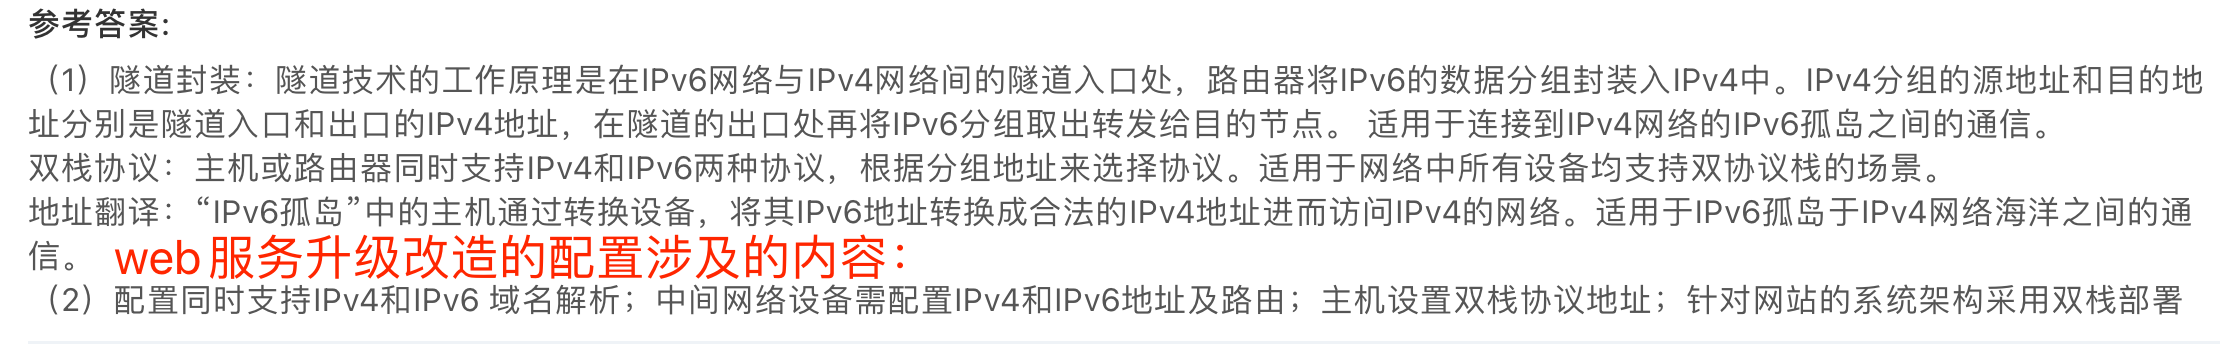 参考答案:
（1）隧道封装：隧道技术的工作原理是在IPv6网络与IPv4网络间的隧道入口处，路由器将IPv6的数据分组封装入IPv4中。IPv4分组的源地址和目的地
址分别是隧道入口和出口的IPv4地址，在隧道的出口处再将IPv6分组取出转发给目的节点。 适用于连接到IPv4网络的IPv6孤岛之间的通信。
双栈协议：主机或路由器同时支持IPv4和IPv6两种协议，根据分组地址来选择协议。适用于网络中所有设备均支持双协议栈的场景。
地址翻译：“IPv6孤岛”中的主机通过转换设备，将其IPv6地址转换成合法的IPv4地址进而访问IPv4的网络。适用于IPv6孤岛于IPv4网络海洋之间的通
信。 web服务升级改造的配置涉及的内容：
（2）配置同时支持IPv4和IPv6 域名解析；中间网络设备需配置IPv4和IPv6地址及路由；主机设置双栈协议地址；针对网站的系统架构采用双栈部署